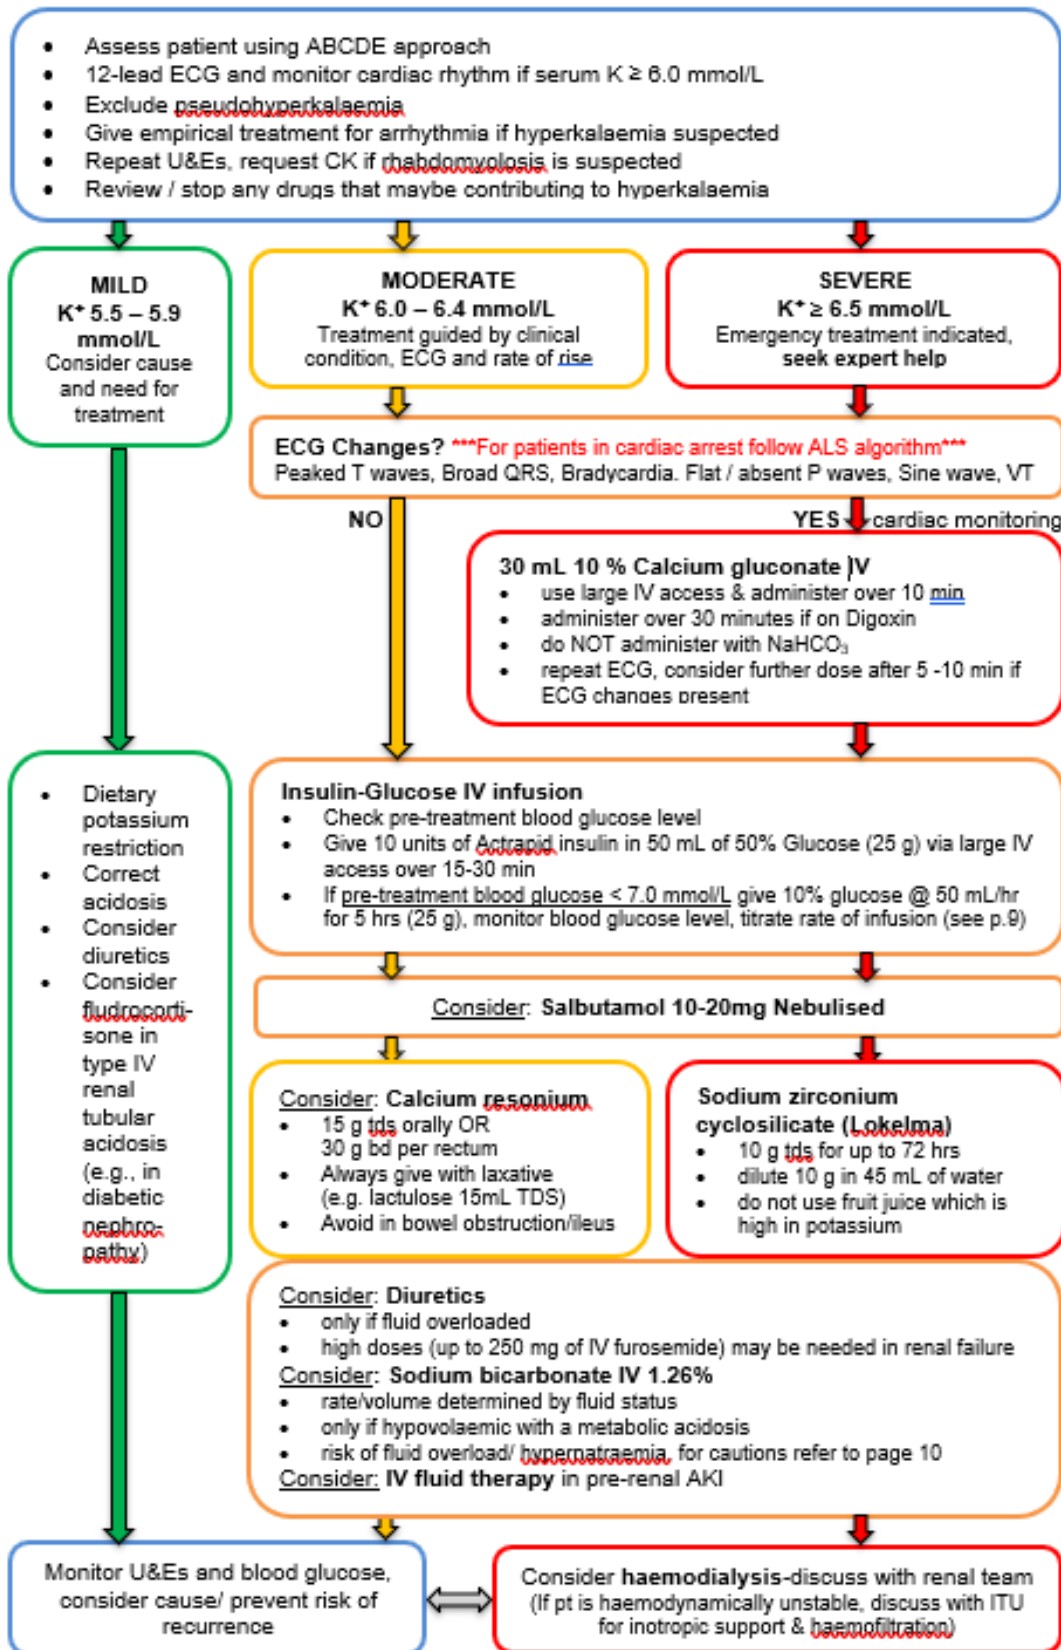 Assess patient using ABCDE approach
12-lead ECG and monitor cardiac rhythm if serum K ≥ 6.0 mmol/L
Exclude pseudohyperkalaemia
Give empirical treatment for arrhythmia if hyperkalaemia suspected
Repeat U&Es, request CK if rhabdomyolosis is suspected
Review / stop any drugs that maybe contributing to hyperkalaemia
MILD
K⁺ 5.5 – 5.9
mmol/L
Consider cause
and need for
treatment
MODERATE
K⁺ 6.0 – 6.4 mmol/L
Treatment guided by clinical
condition, ECG and rate of rise
SEVERE
K⁺ ≥ 6.5 mmol/L
Emergency treatment indicated,
seek expert help
ECG Changes? ***For patients in cardiac arrest follow ALS algorithm***
Peaked T waves, Broad QRS, Bradycardia. Flat / absent P waves, Sine wave, VT
NO
YES cardiac monitoring
30 mL 10 % Calcium gluconate IV
use large IV access & administer over 10 min
administer over 30 minutes if on Digoxin
do NOT administer with NaHCO₃
repeat ECG, consider further dose after 5 -10 min if
ECG changes present
Dietary
potassium
restriction
Correct
acidosis
Consider
diuretics
Consider
fludrocorti-
sone in
type IV
renal
tubular
acidosis
(e.g., in
diabetic
nephro-
pathy)
Insulin-Glucose IV infusion
Check pre-treatment blood glucose level
Give 10 units of Actrapid insulin in 50 mL of 50% Glucose (25 g) via large IV
access over 15-30 min
If pre-treatment blood glucose < 7.0 mmol/L give 10% glucose @ 50 mL/hr
for 5 hrs (25 g), monitor blood glucose level, titrate rate of infusion (see p.9)
Consider: Salbutamol 10-20mg Nebulised
Consider: Calcium resonium
15 g tds orally OR
30 g bd per rectum
Always give with laxative
(e.g. lactulose 15mL TDS)
Avoid in bowel obstruction/ileus
Sodium zirconium
cyclosilicate (Lokelma)
10 g tds for up to 72 hrs
dilute 10 g in 45 mL of water
do not use fruit juice which is
high in potassium
Consider: Diuretics
only if fluid overloaded
high doses (up to 250 mg of IV furosemide) may be needed in renal failure
Consider: Sodium bicarbonate IV 1.26%
rate/volume determined by fluid status
only if hypovolaemic with a metabolic acidosis
risk of fluid overload/ hypernatraemia, for cautions refer to page 10
Consider: IV fluid therapy in pre-renal AKI
Monitor U&Es and blood glucose,
consider cause/ prevent risk of
recurrence
Consider haemodialysis-discuss with renal team
(If pt is haemodynamically unstable, discuss with ITU
for inotropic support & haemofiltration)